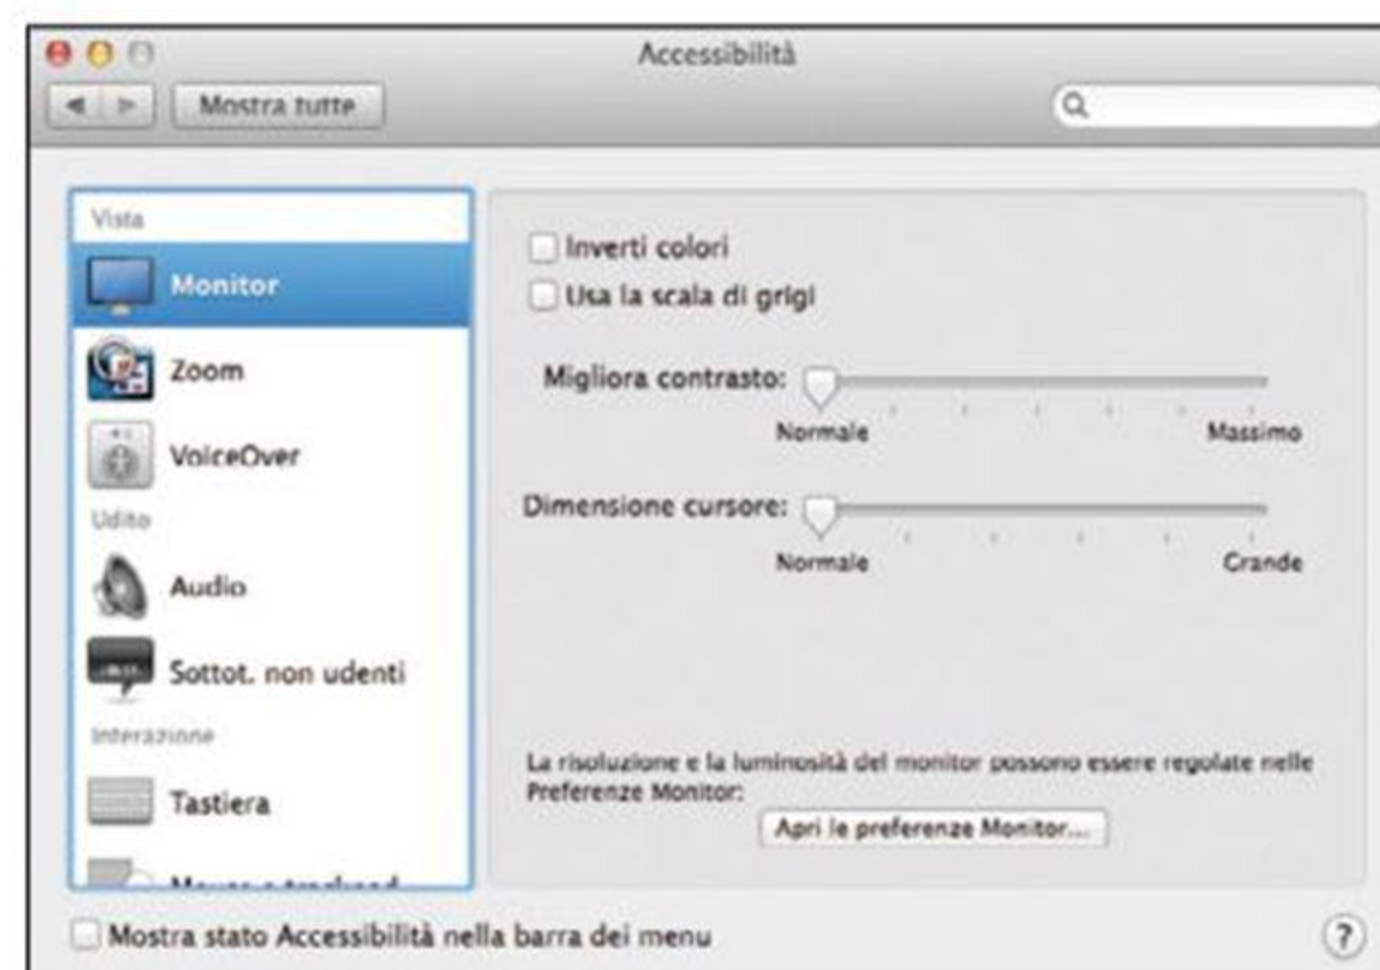 Accessibilità
Mostra tutte
Vista
Monitor
Zoom
VoiceOver
Udito
Audio
Sottot. non udenti
Interazione
Tastiera
Inverti colori
Usa la scala di grigi
Migliora contrasto:
Normale Massimo
Dimensione cursore:
Normale Grande
La risoluzione e la luminosità del monitor possono essere regolate nelle
Preferenze Monitor:
Apri le preferenze Monitor...
Mostra stato Accessibilità nella barra dei menu
?